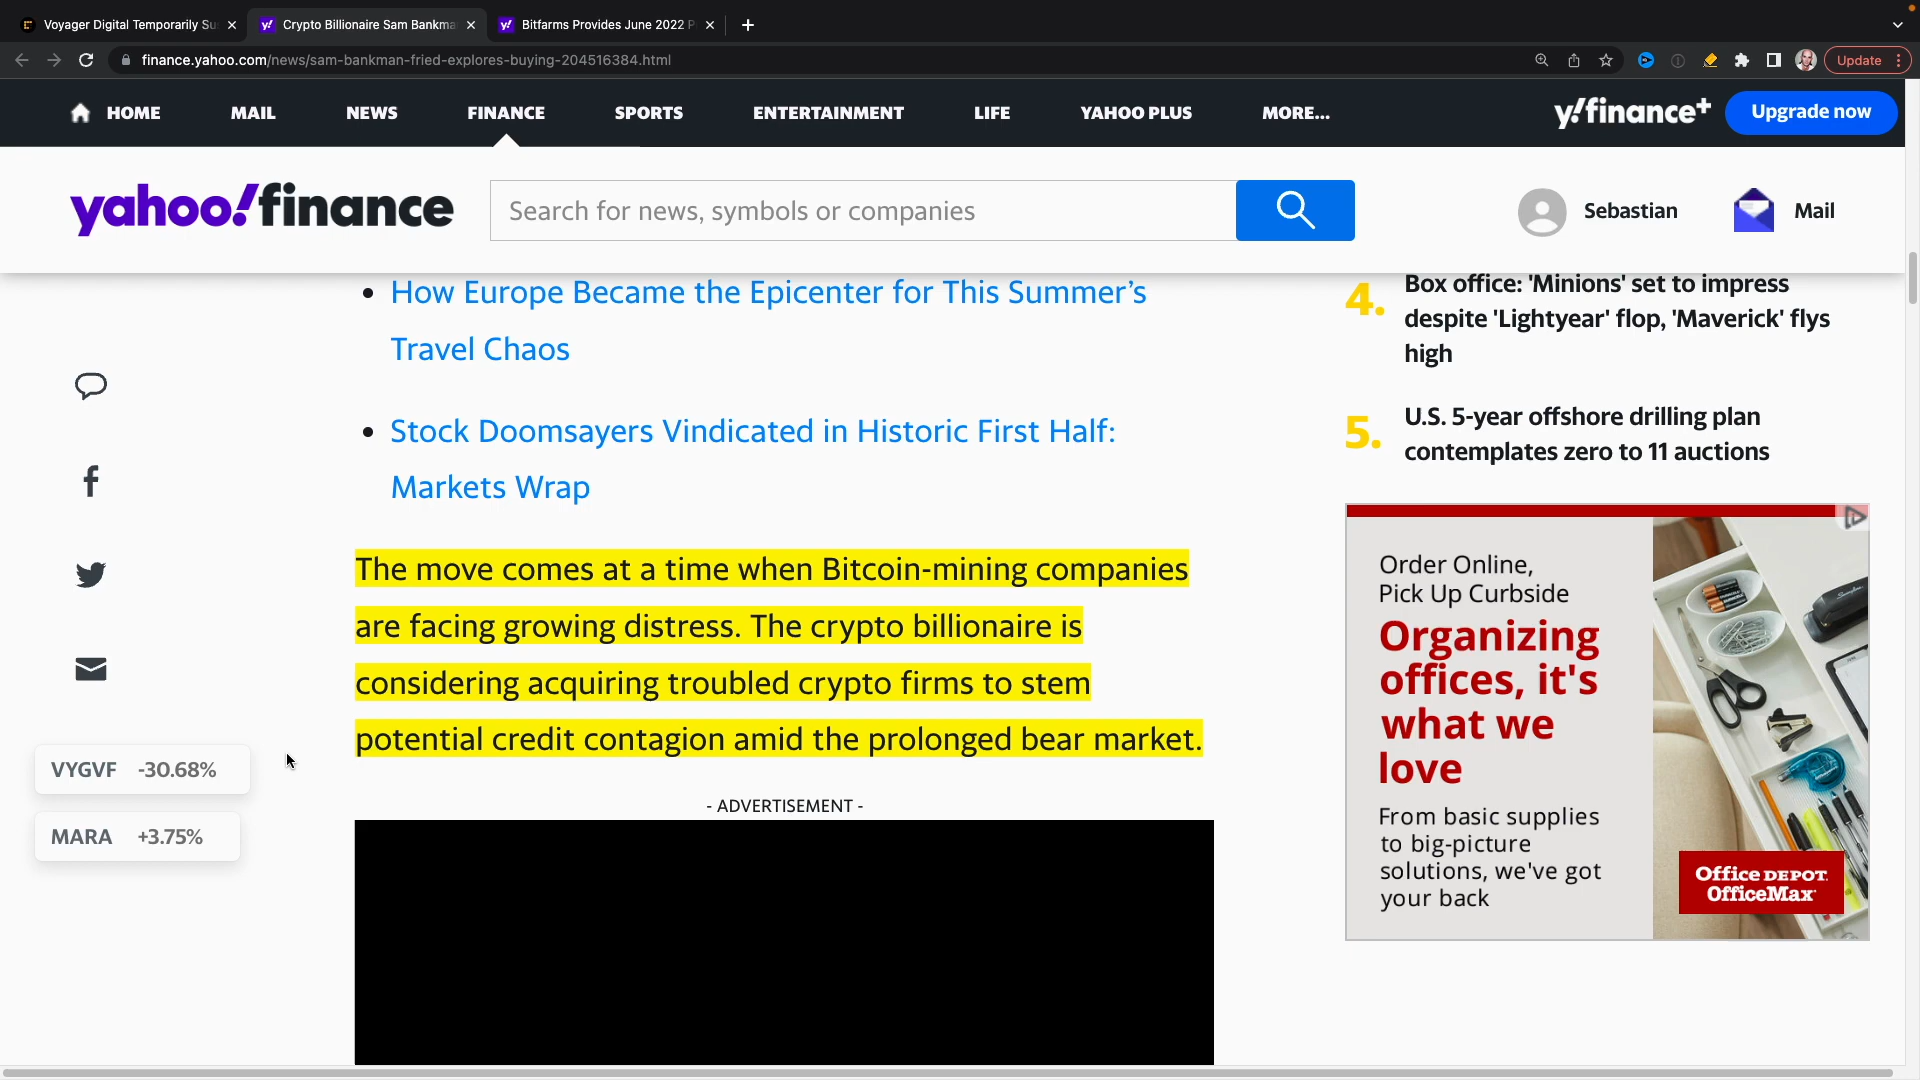 Voyager Digital Temporarily Su
Crypto Billionaire Sam Bankma
Bitfarms Provides June 2022 P
finance.yahoo.com/news/sam-bankman-fried-explores-buying-204516384.html
Update
HOME
MAIL
NEWS
FINANCE
SPORTS
ENTERTAINMENT
LIFE
YAHOO PLUS
MORE...
y!finance+
Upgrade now
yahoo!finance
Search for news, symbols or companies
Sebastian
Mail
How Europe Became the Epicenter for This Summer's
Travel Chaos
Stock Doomsayers Vindicated in Historic First Half:
Markets Wrap
The move comes at a time when Bitcoin-mining companies
are facing growing distress. The crypto billionaire is
considering acquiring troubled crypto firms to stem
potential credit contagion amid the prolonged bear market.
- ADVERTISEMENT -
VYGVF -30.68%
MARA +3.75%
4. Box office: 'Minions' set to impress
despite 'Lightyear' flop, 'Maverick' flys
high
5. U.S. 5-year offshore drilling plan
contemplates zero to 11 auctions
Order Online,
Pick Up Curbside
Organizing
offices, it's
what we
love
From basic supplies
to big-picture
solutions, we've got
your back
Office DEPOT.
OfficeMax